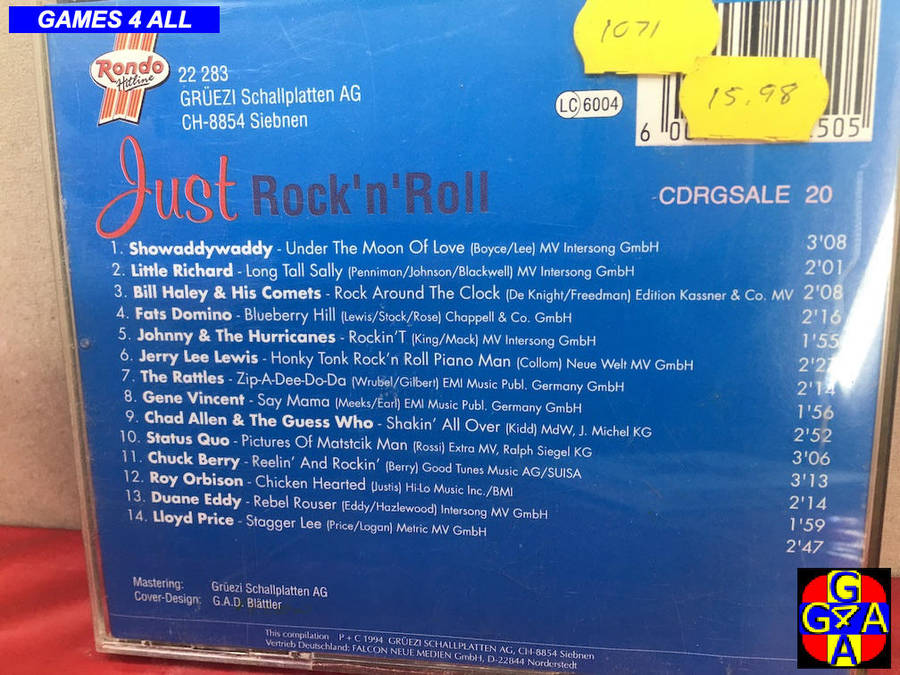 GAMES 4 ALL
1071
Rondo
Hitline
22 283
GRÜEZI Schallplatten AG
CH-8854 Siebnen
LC 6004
15.98
6 505
Just Rock'n'Roll
CDRGSALE 20
1. Showaddywaddy - Under The Moon Of Love (Boyce/Lee) MV Intersong GmbH 3'08
2. Little Richard - Long Tall Sally (Penniman/Johnson/Blackwell) MV Intersong GmbH 2'01
3. Bill Haley & His Comets - Rock Around The Clock (De Knight/Freedman) Edition Kassner & Co. MV 2'08
4. Fats Domino - Blueberry Hill (Lewis/Stock/Rose) Chappell & Co. GmbH 2'16
5. Johnny & The Hurricanes - Rockin'T (King/Mack) MV Intersong GmbH 1'55
6. Jerry Lee Lewis - Honky Tonk Rock'n Roll Piano Man (Collom) Neue Welt MV GmbH 2'27
7. The Rattles - Zip-A-Dee-Do-Da (Wrubel/Gilbert) EMI Music Publ. Germany GmbH 2'14
8. Gene Vincent - Say Mama (Meeks/Earl) EMI Music Publ. Germany GmbH 1'56
9. Chad Allen & The Guess Who - Shakin' All Over (Kidd) MdW, J. Michel KG 2'52
10. Status Quo - Pictures Of Matstcik Man (Rossi) Extra MV, Ralph Siegel KG 3'06
11. Chuck Berry - Reelin' And Rockin' (Berry) Good Tunes Music AG/SUISA 3'13
12. Roy Orbison - Chicken Hearted (Justis) Hi-Lo Music Inc./BMI 2'14
13. Duane Eddy - Rebel Rouser (Eddy/Hazlewood) Intersong MV GmbH 1'59
14. Lloyd Price - Stagger Lee (Price/Logan) Metric MV GmbH 2'47
Mastering: Grüezi Schallplatten AG
Cover-Design: G.A.D. Blättler
This compilation P + C 1994 GRÜEZI SCHALLPLATTEN AG, CH-8854 Siebnen
Vertrieb Deutschland: FALCON NEUE MEDIEN GmbH, D-22844 Norderstedt
G
G4A
A